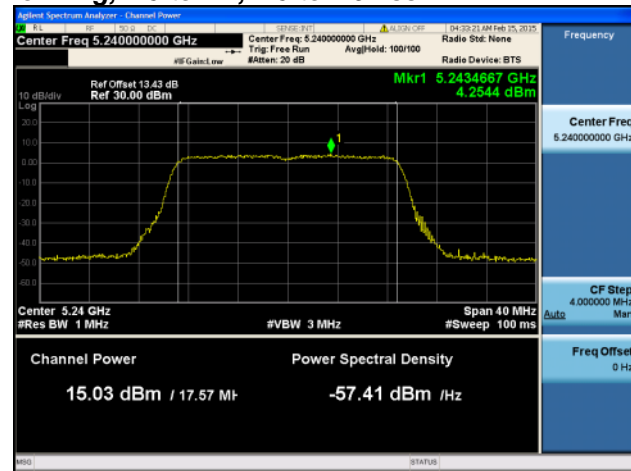 Agilent Spectrum Analyzer - Channel Power
RL RF 50 Ω DC SENSE:INT ALIGN OFF 04:33:21 AM Feb 15, 2015
Center Freq 5.240000000 GHz
Center Freq: 5.240000000 GHz
Radio Std: None
Trig: Free Run Avg|Hold: 100/100
#IFGain:Low #Atten: 20 dB Radio Device: BTS
Frequency
Mkr1 5.2434667 GHz
4.2544 dBm
Ref Offset 13.43 dB
10 dB/div Ref 30.00 dBm
Log
20.0
10.0
0.00
-10.0
-20.0
-30.0
-40.0
-50.0
-60.0
1
Center 5.24 GHz Span 40 MHz
#Res BW 1 MHz #VBW 3 MHz #Sweep 100 ms
Channel Power Power Spectral Density
15.03 dBm / 17.57 MH -57.41 dBm /Hz
Center Freq
5.240000000 GHz
CF Step
4.000000 MHz
Auto Man
Freq Offset
0 Hz
MSG STATUS